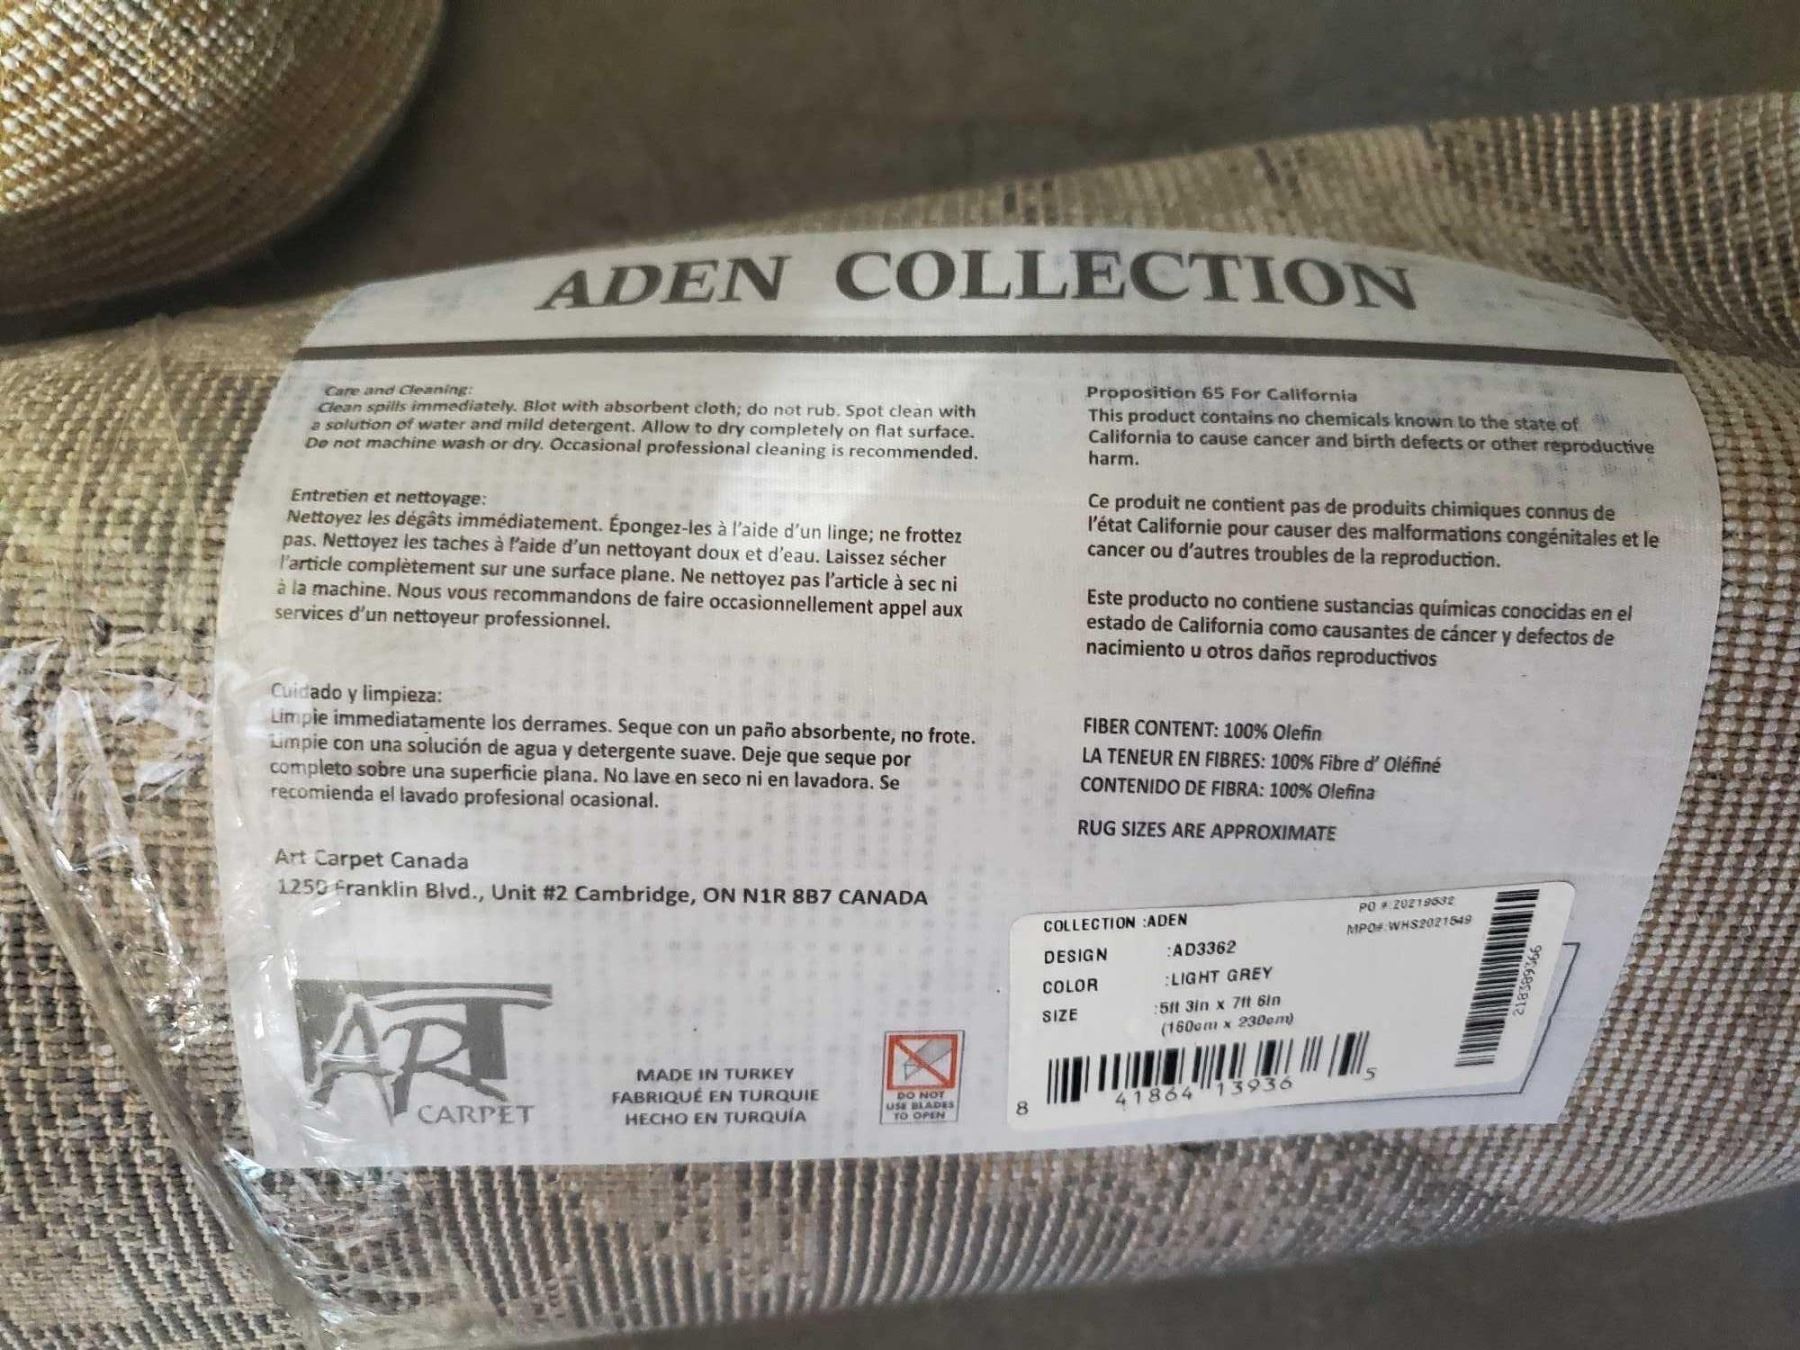 ADEN COLLECTION
Care and Cleaning:
Clean spills immediately. Blot with absorbent cloth; do not rub. Spot clean with
a solution of water and mild detergent. Allow to dry completely on flat surface.
Do not machine wash or dry. Occasional professional cleaning is recommended.
Entretien et nettoyage:
Nettoyez les dégâts immédiatement. Épongez-les à l'aide d'un linge; ne frottez
pas. Nettoyez les taches à l'aide d'un nettoyant doux et d'eau. Laissez sécher
l'article complètement sur une surface plane. Ne nettoyez pas l'article à sec ni
à la machine. Nous vous recommandons de faire occasionnellement appel aux
services d'un nettoyeur professionnel.
Cuidado y limpieza:
Limpie immediatamente los derrames. Seque con un paño absorbente, no frote.
Limpie con una solución de agua y detergente suave. Deje que seque por
completo sobre una superficie plana. No lave en seco ni en lavadora. Se
recomienda el lavado profesional ocasional.
Art Carpet Canada
1250 Franklin Blvd., Unit #2 Cambridge, ON N1R 8B7 CANADA
ART
CARPET
MADE IN TURKEY
FABRIQUÉ EN TURQUIE
HECHO EN TURQUÍA
DO NOT
USE BLADES
TO OPEN
Proposition 65 For California
This product contains no chemicals known to the state of
California to cause cancer and birth defects or other reproductive
harm.
Ce produit ne contient pas de produits chimiques connus de
l'état Californie pour causer des malformations congénitales et le
cancer ou d'autres troubles de la reproduction.
Este producto no contiene sustancias químicas conocidas en el
estado de California como causantes de cáncer y defectos de
nacimiento u otros daños reproductivos
FIBER CONTENT: 100% Olefin
LA TENEUR EN FIBRES: 100% Fibre d' Oléfiné
CONTENIDO DE FIBRA: 100% Olefina
RUG SIZES ARE APPROXIMATE
COLLECTION :ADEN
DESIGN :AD3362
COLOR :LIGHT GREY
SIZE :5ft 3in x 7ft 6in
(160cm x 230cm)
PO # 20219532
MPO# WHS2021549
218389366
8 41864 13936 5